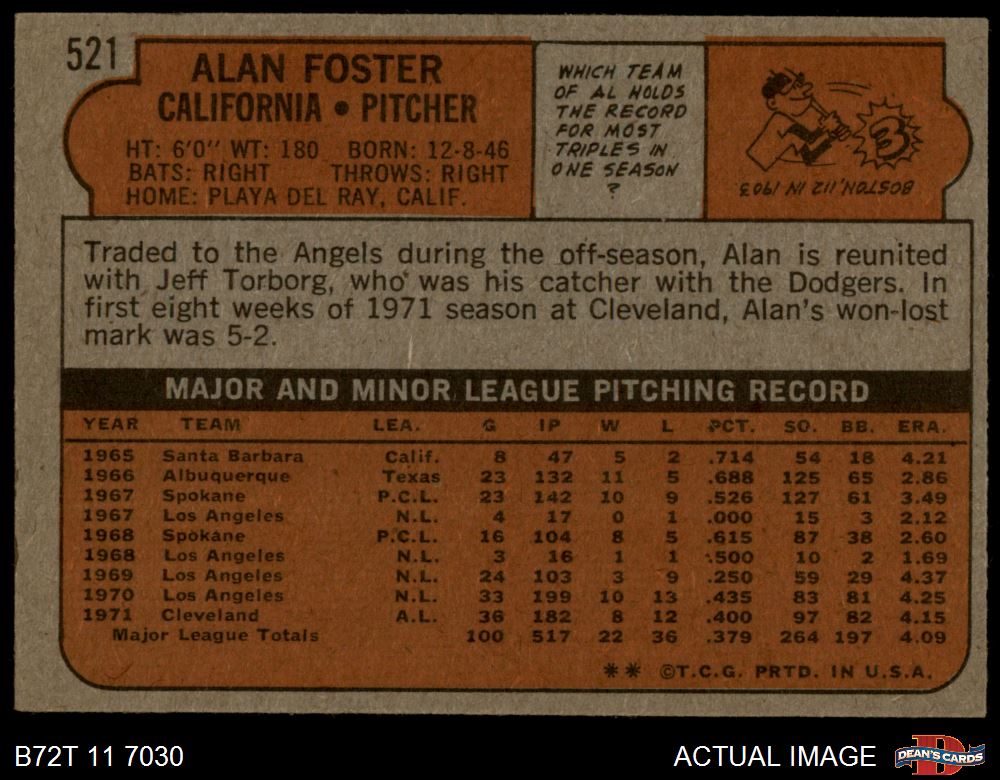 521
ALAN FOSTER
CALIFORNIA • PITCHER
HT: 6'0" WT: 180 BORN: 12-8-46
BATS: RIGHT THROWS: RIGHT
HOME: PLAYA DEL RAY, CALIF.
WHICH TEAM
OF AL HOLDS
THE RECORD
FOR MOST
TRIPLES IN
ONE SEASON
?
3
BOSTON, 112 IN 1903
Traded to the Angels during the off-season, Alan is reunited
with Jeff Torborg, who was his catcher with the Dodgers. In
first eight weeks of 1971 season at Cleveland, Alan's won-lost
mark was 5-2.
MAJOR AND MINOR LEAGUE PITCHING RECORD
YEAR TEAM LEA. G IP W L PCT. SO. BB. ERA.
1965 Santa Barbara Calif. 8 47 5 2 .714 54 18 4.21
1966 Albuquerque Texas 23 132 11 5 .688 125 65 2.86
1967 Spokane P.C.L. 23 142 10 9 .526 127 61 3.49
1967 Los Angeles N.L. 4 17 0 1 .000 15 3 2.12
1968 Spokane P.C.L. 16 104 8 5 .615 87 38 2.60
1968 Los Angeles N.L. 3 16 1 1 .500 10 2 1.69
1969 Los Angeles N.L. 24 103 3 9 .250 59 29 4.37
1970 Los Angeles N.L. 33 199 10 13 .435 83 81 4.25
1971 Cleveland A.L. 36 182 8 12 .400 97 82 4.15
Major League Totals 100 517 22 36 .379 264 197 4.09
** ©T.C.G. PRTD. IN U.S.A.
B72T 11 7030
ACTUAL IMAGE
D
DEAN'S CARDS